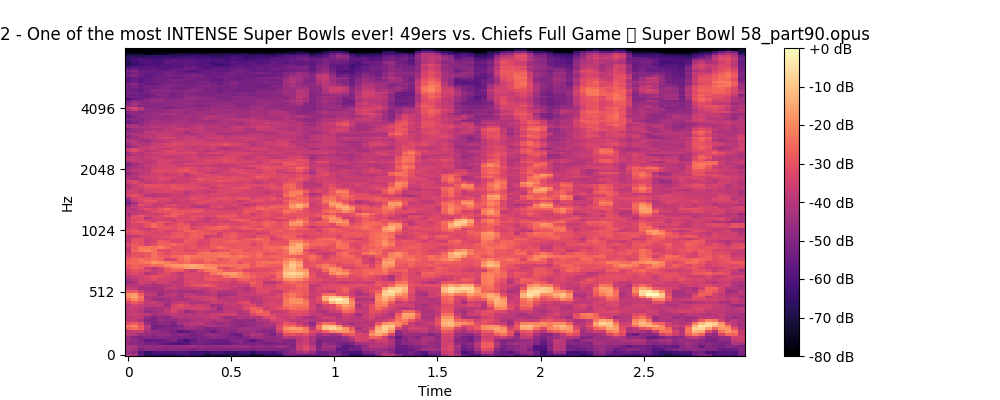 2 - One of the most INTENSE Super Bowls ever! 49ers vs. Chiefs Full Game 🏈 Super Bowl 58_part90.opus
+0 dB
-10 dB
-20 dB
-30 dB
-40 dB
-50 dB
-60 dB
-70 dB
-80 dB
4096
2048
1024
512
0
Hz
0
0.5
1
1.5
2
2.5
Time